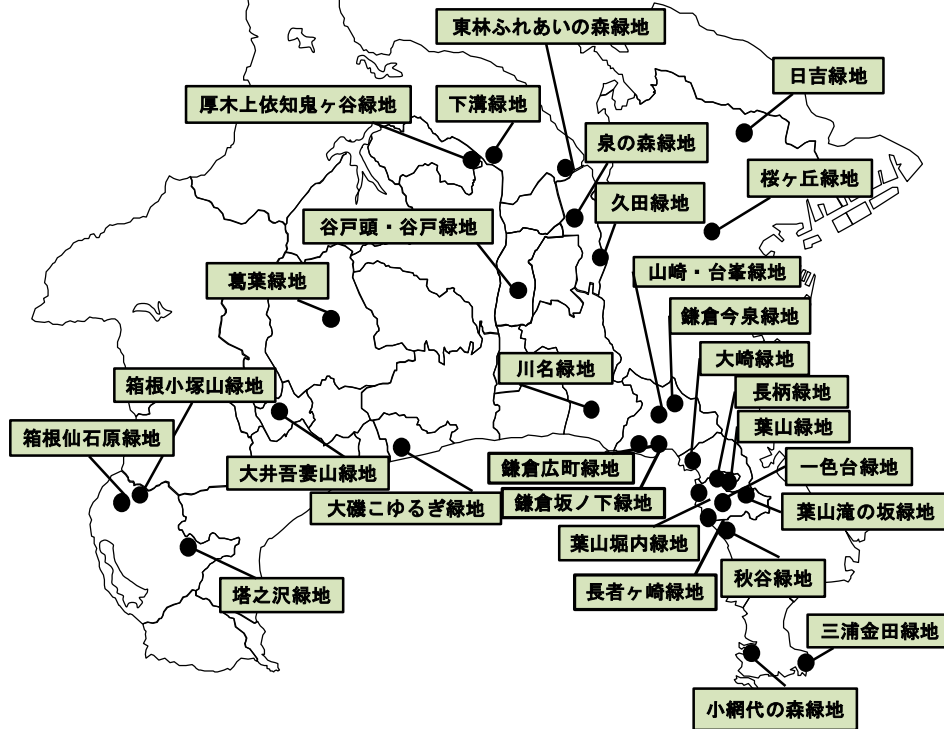 東林ふれあいの森緑地
日吉緑地
厚木上依知鬼ヶ谷緑地
下溝緑地
泉の森緑地
桜ヶ丘緑地
久田緑地
谷戸頭・谷戸緑地
山崎・台峯緑地
葛葉緑地
鎌倉今泉緑地
大崎緑地
川名緑地
箱根小塚山緑地
長柄緑地
葉山緑地
箱根仙石原緑地
大井吾妻山緑地
鎌倉広町緑地
一色台緑地
大磯こゆるぎ緑地
鎌倉坂ノ下緑地
葉山滝の坂緑地
葉山堀内緑地
秋谷緑地
長者ヶ崎緑地
塔之沢緑地
三浦金田緑地
小網代の森緑地